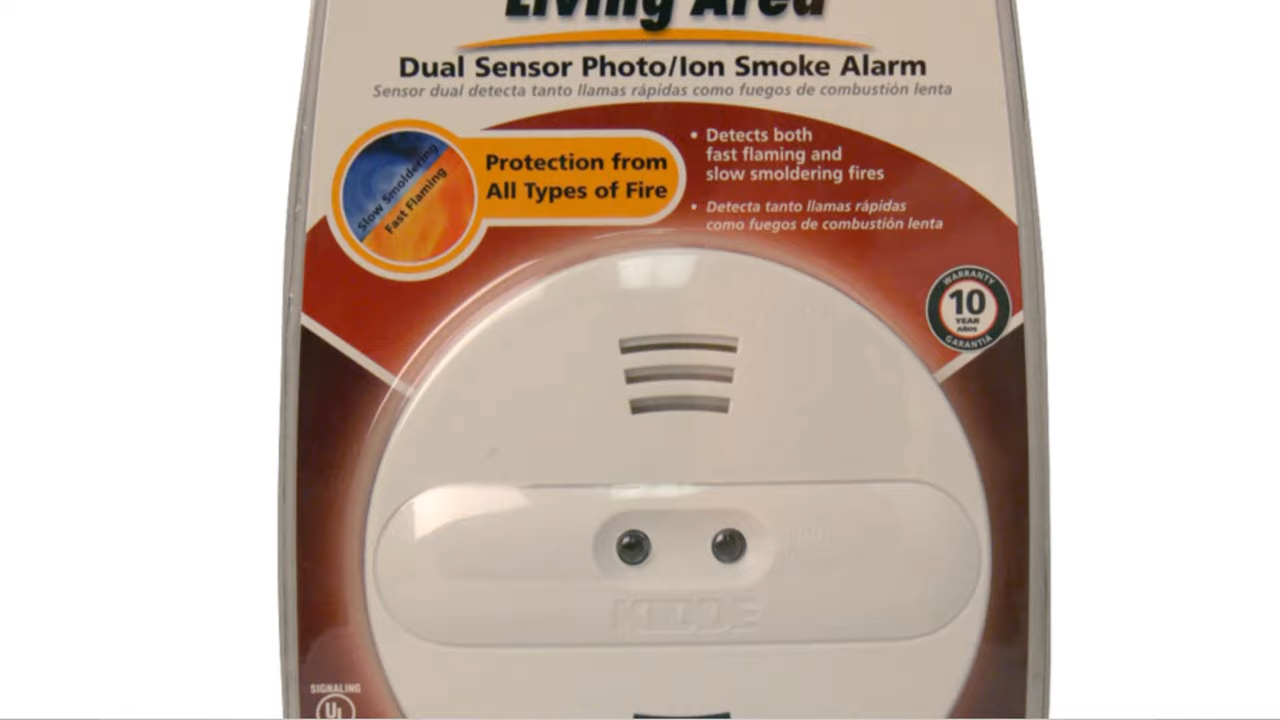 Living Area
Dual Sensor Photo/Ion Smoke Alarm
Sensor dual detecta tanto llamas rápidas como fuegos de combustión lenta
Slow Smoldering
Fast Flaming
Protection from
All Types of Fire
• Detects both
fast flaming and
slow smoldering fires
• Detecta tanto llamas rápidas
como fuegos de combustión lenta
WARRANTY
10
YEAR
AÑOS
GARANTIA
KIDDE
SIGNALING
UL